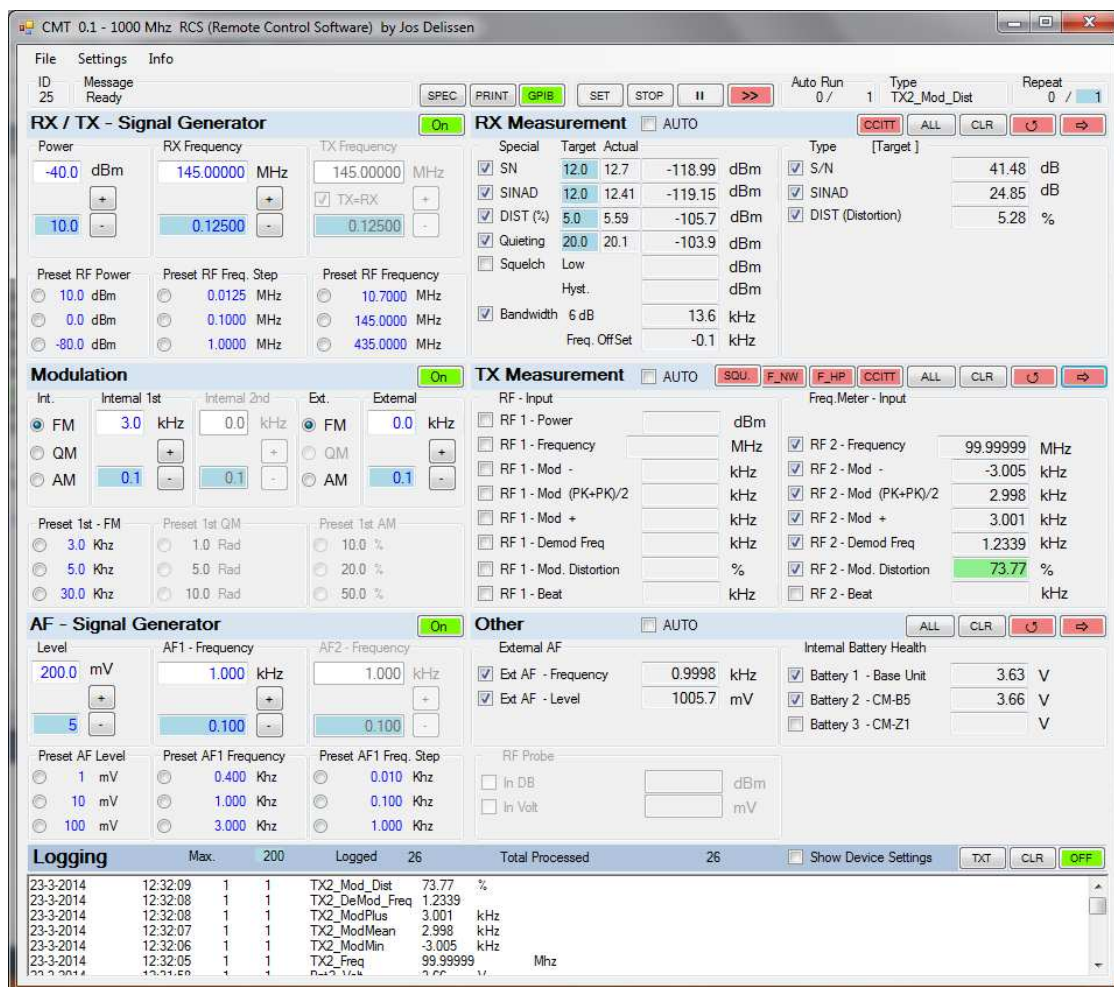 CMT 0.1 - 1000 Mhz RCS (Remote Control Software) by Jos Delissen
File Settings Info
ID Message Auto Run Type Repeat
25 Ready SPEC PRINT GPIB SET STOP II >> 0 / 1 TX2_Mod_Dist 0 / 1
RX / TX - Signal Generator On
Power RX Frequency TX Frequency
-40.0 dBm 145.00000 MHz 145.00000 MHz
+ + TX=RX +
10.0 - 0.12500 - 0.12500 -
Preset RF Power Preset RF Freq. Step Preset RF Frequency
10.0 dBm 0.0125 MHz 10.7000 MHz
0.0 dBm 0.1000 MHz 145.0000 MHz
-80.0 dBm 1.0000 MHz 435.0000 MHz
RX Measurement AUTO CCITT ALL CLR ↺ ⇨
Special Target Actual Type [Target ]
SN 12.0 12.7 -118.99 dBm S/N 41.48 dB
SINAD 12.0 12.41 -119.15 dBm SINAD 24.85 dB
DIST (%) 5.0 5.59 -105.7 dBm DIST (Distortion) 5.28 %
Quieting 20.0 20.1 -103.9 dBm
Squelch Low dBm
Hyst. dBm
Bandwidth 6 dB 13.6 kHz
Freq. OffSet -0.1 kHz
Modulation On
Int. Internal 1st Internal 2nd Ext. External
FM 3.0 kHz 0.0 kHz FM 0.0 kHz
QM + + QM +
AM 0.1 - 0.1 - AM 0.1 -
Preset 1st - FM Preset 1st QM Preset 1st AM
3.0 Khz 1.0 Rad 10.0 %
5.0 Khz 5.0 Rad 20.0 %
30.0 Khz 10.0 Rad 50.0 %
TX Measurement AUTO SQU. F_NW F_HP CCITT ALL CLR ↺ ⇨
RF - Input Freq.Meter - Input
RF 1 - Power dBm
RF 1 - Frequency MHz RF 2 - Frequency 99.99999 MHz
RF 1 - Mod - kHz RF 2 - Mod - -3.005 kHz
RF 1 - Mod (PK+PK)/2 kHz RF 2 - Mod (PK+PK)/2 2.998 kHz
RF 1 - Mod + kHz RF 2 - Mod + 3.001 kHz
RF 1 - Demod Freq kHz RF 2 - Demod Freq 1.2339 kHz
RF 1 - Mod. Distortion % RF 2 - Mod. Distortion 73.77 %
RF 1 - Beat kHz RF 2 - Beat kHz
AF - Signal Generator On
Level AF1 - Frequency AF2 - Frequency
200.0 mV 1.000 kHz 1.000 kHz
+ + +
5 - 0.100 - 0.100 -
Preset AF Level Preset AF1 Frequency Preset AF1 Freq. Step
1 mV 0.400 Khz 0.010 Khz
10 mV 1.000 Khz 0.100 Khz
100 mV 3.000 Khz 1.000 Khz
Other AUTO ALL CLR ↺ ⇨
External AF Internal Battery Health
Ext AF - Frequency 0.9998 kHz Battery 1 - Base Unit 3.63 V
Ext AF - Level 1005.7 mV Battery 2 - CM-B5 3.66 V
Battery 3 - CM-Z1 V
RF Probe
In DB dBm
In Volt mV
Logging Max. 200 Logged 26 Total Processed 26 Show Device Settings TXT CLR OFF
23-3-2014 12:32:09 1 1 TX2_Mod_Dist 73.77 %
23-3-2014 12:32:08 1 1 TX2_DeMod_Freq 1.2339
23-3-2014 12:32:08 1 1 TX2_ModPlus 3.001 kHz
23-3-2014 12:32:07 1 1 TX2_ModMean 2.998 kHz
23-3-2014 12:32:06 1 1 TX2_ModMin -3.005 kHz
23-3-2014 12:32:05 1 1 TX2_Freq 99.99999 Mhz